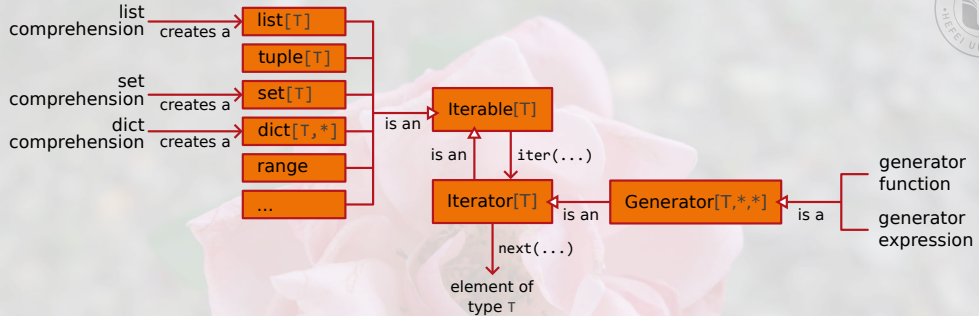 list
comprehension
creates a
list[T]
tuple[T]
set
comprehension
creates a
set[T]
dict
comprehension
creates a
dict[T,*]
range
...
is an
Iterable[T]
is an
iter(...)
Iterator[T]
is an
Generator[T,*,*]
is a
generator
function
generator
expression
next(...)
element of
type T
HEFEI U